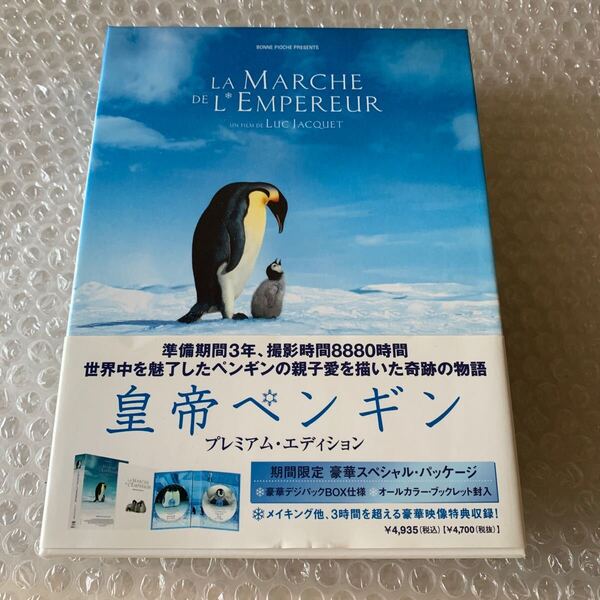 BONNE PIOCHE PRESENTS
LA MARCHE
DE L'EMPEREUR
UN FILM DE LUC JACQUET
準備期間3年、撮影時間8880時間
世界中を魅了したペンギンの親子愛を描いた奇跡の物語
皇帝ペンギン
プレミアム・エディション
期間限定 豪華スペシャル・パッケージ
豪華デジパックBOX仕様 オールカラー・ブックレット封入
メイキング他、3時間を超える豪華映像特典収録!
¥4,935(税込)【¥4,700(税抜)】
LA MARCHE
DE L'EMPEREUR